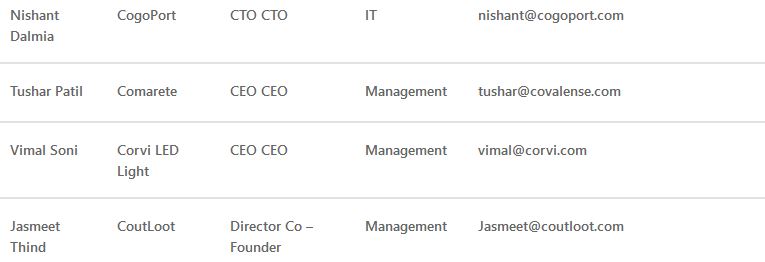 Nishant Dalmia CogoPort CTO CTO IT nishant@cogoport.com
Tushar Patil Comarete CEO CEO Management tushar@covalense.com
Vimal Soni Corvi LED Light CEO CEO Management vimal@corvi.com
Jasmeet Thind CoutLoot Director Co – Founder Management Jasmeet@coutloot.com